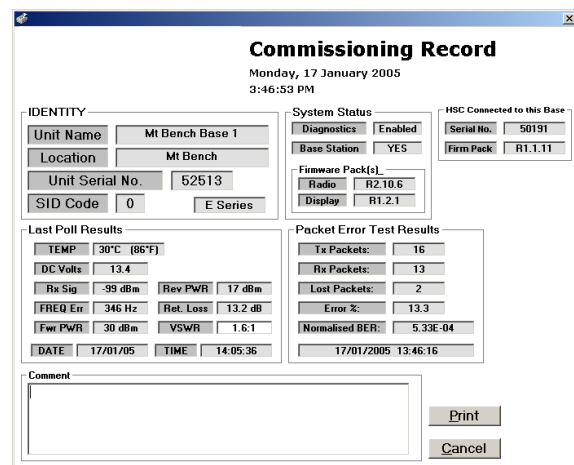 Commissioning Record
Monday, 17 January 2005
3:46:53 PM
IDENTITY
Unit Name Mt Bench Base 1
Location Mt Bench
Unit Serial No. 52513
SID Code 0 E Series
System Status
Diagnostics Enabled
Base Station YES
Firmware Pack(s)_
Radio R2.10.6
Display R1.2.1
HSC Connected to this Base
Serial No. 50191
Firm Pack R1.1.11
Last Poll Results
TEMP 30°C (86°F)
DC Volts 13.4
Rx Sig -99 dBm Rev PWR 17 dBm
FREQ Err 346 Hz Ret. Loss 13.2 dB
Fwr PWR 30 dBm VSWR 1.6:1
DATE 17/01/05 TIME 14:05:36
Packet Error Test Results
Tx Packets: 16
Rx Packets: 13
Lost Packets: 2
Error %: 13.3
Normalised BER: 5.33E-04
17/01/2005 13:46:16
Comment
Print
Cancel